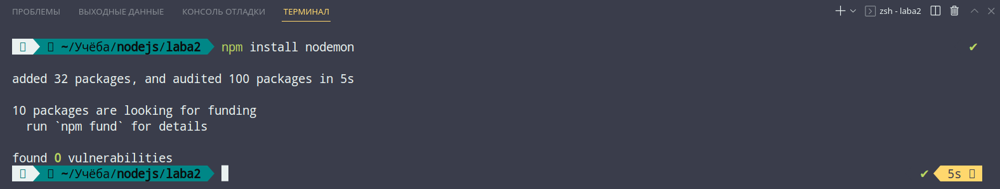 ПРОБЛЕМЫ ВЫХОДНЫЕ ДАННЫЕ КОНСОЛЬ ОТЛАДКИ ТЕРМИНАЛ zsh - laba2
~/Учёба/nodejs/laba2 npm install nodemon ✔
added 32 packages, and audited 100 packages in 5s
10 packages are looking for funding
run `npm fund` for details
found 0 vulnerabilities
~/Учёба/nodejs/laba2 ✔ 5s